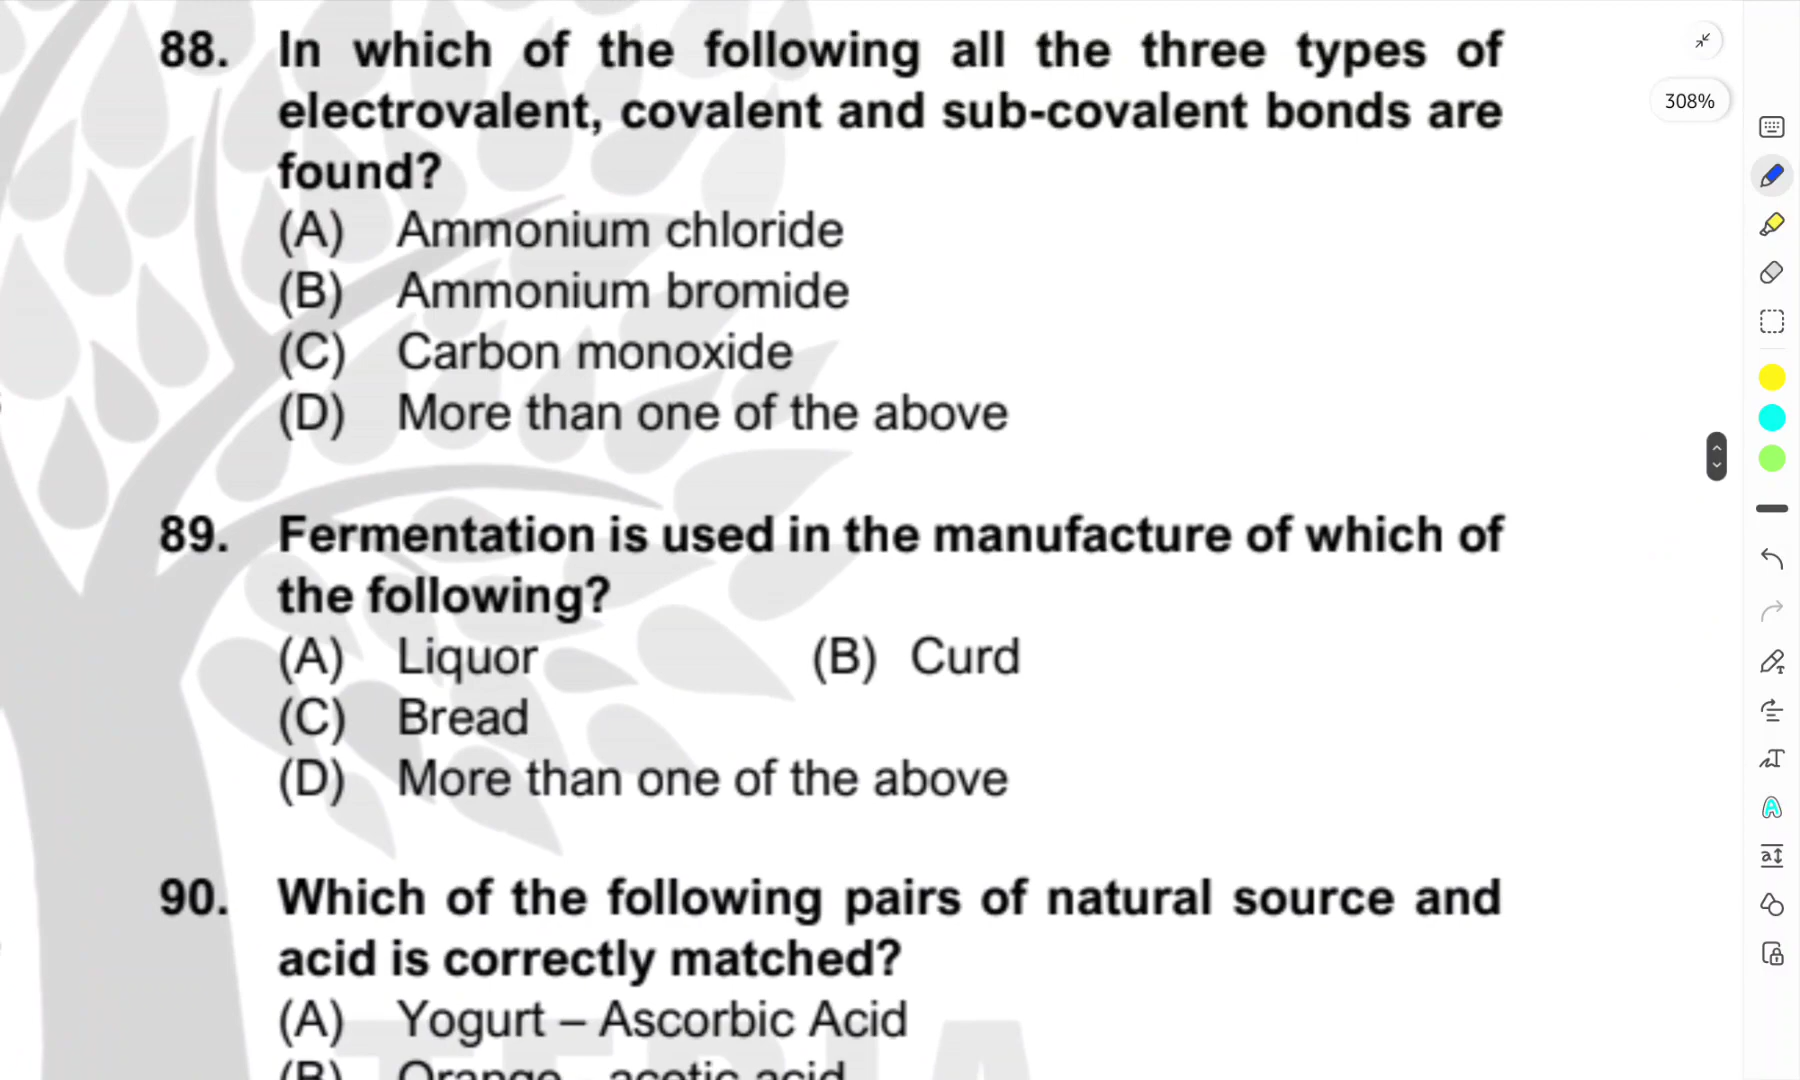 88. In which of the following all the three types of
electrovalent, covalent and sub-covalent bonds are
found?
(A) Ammonium chloride
(B) Ammonium bromide
(C) Carbon monoxide
(D) More than one of the above
89. Fermentation is used in the manufacture of which of
the following?
(A) Liquor (B) Curd
(C) Bread
(D) More than one of the above
90. Which of the following pairs of natural source and
acid is correctly matched?
(A) Yogurt – Ascorbic Acid
(B) Orange - acetic acid
308%